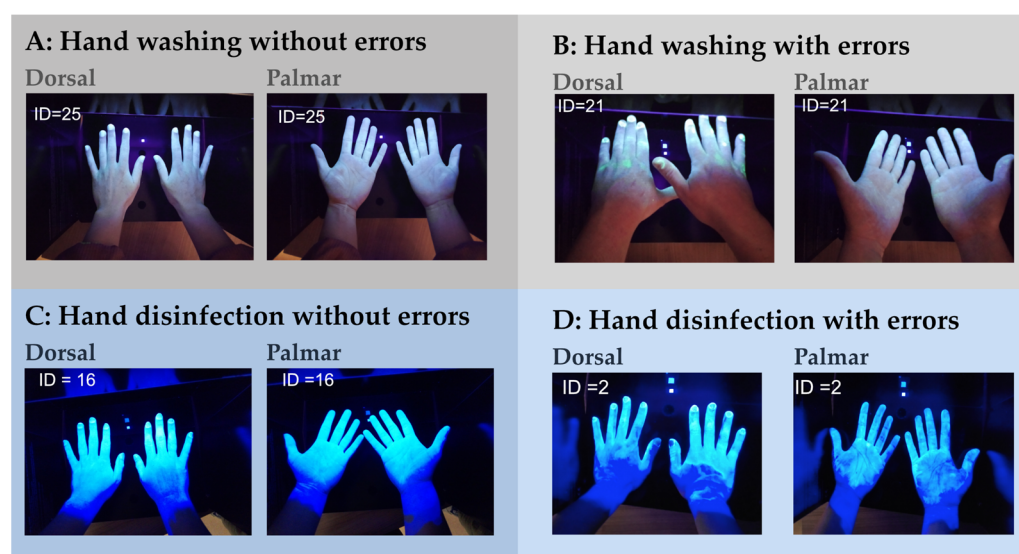 A: Hand washing without errors
Dorsal
Palmar
ID=25
ID=25
B: Hand washing with errors
Dorsal
Palmar
ID=21
ID=21
C: Hand disinfection without errors
Dorsal
Palmar
ID = 16
ID =16
D: Hand disinfection with errors
Dorsal
Palmar
ID =2
ID =2